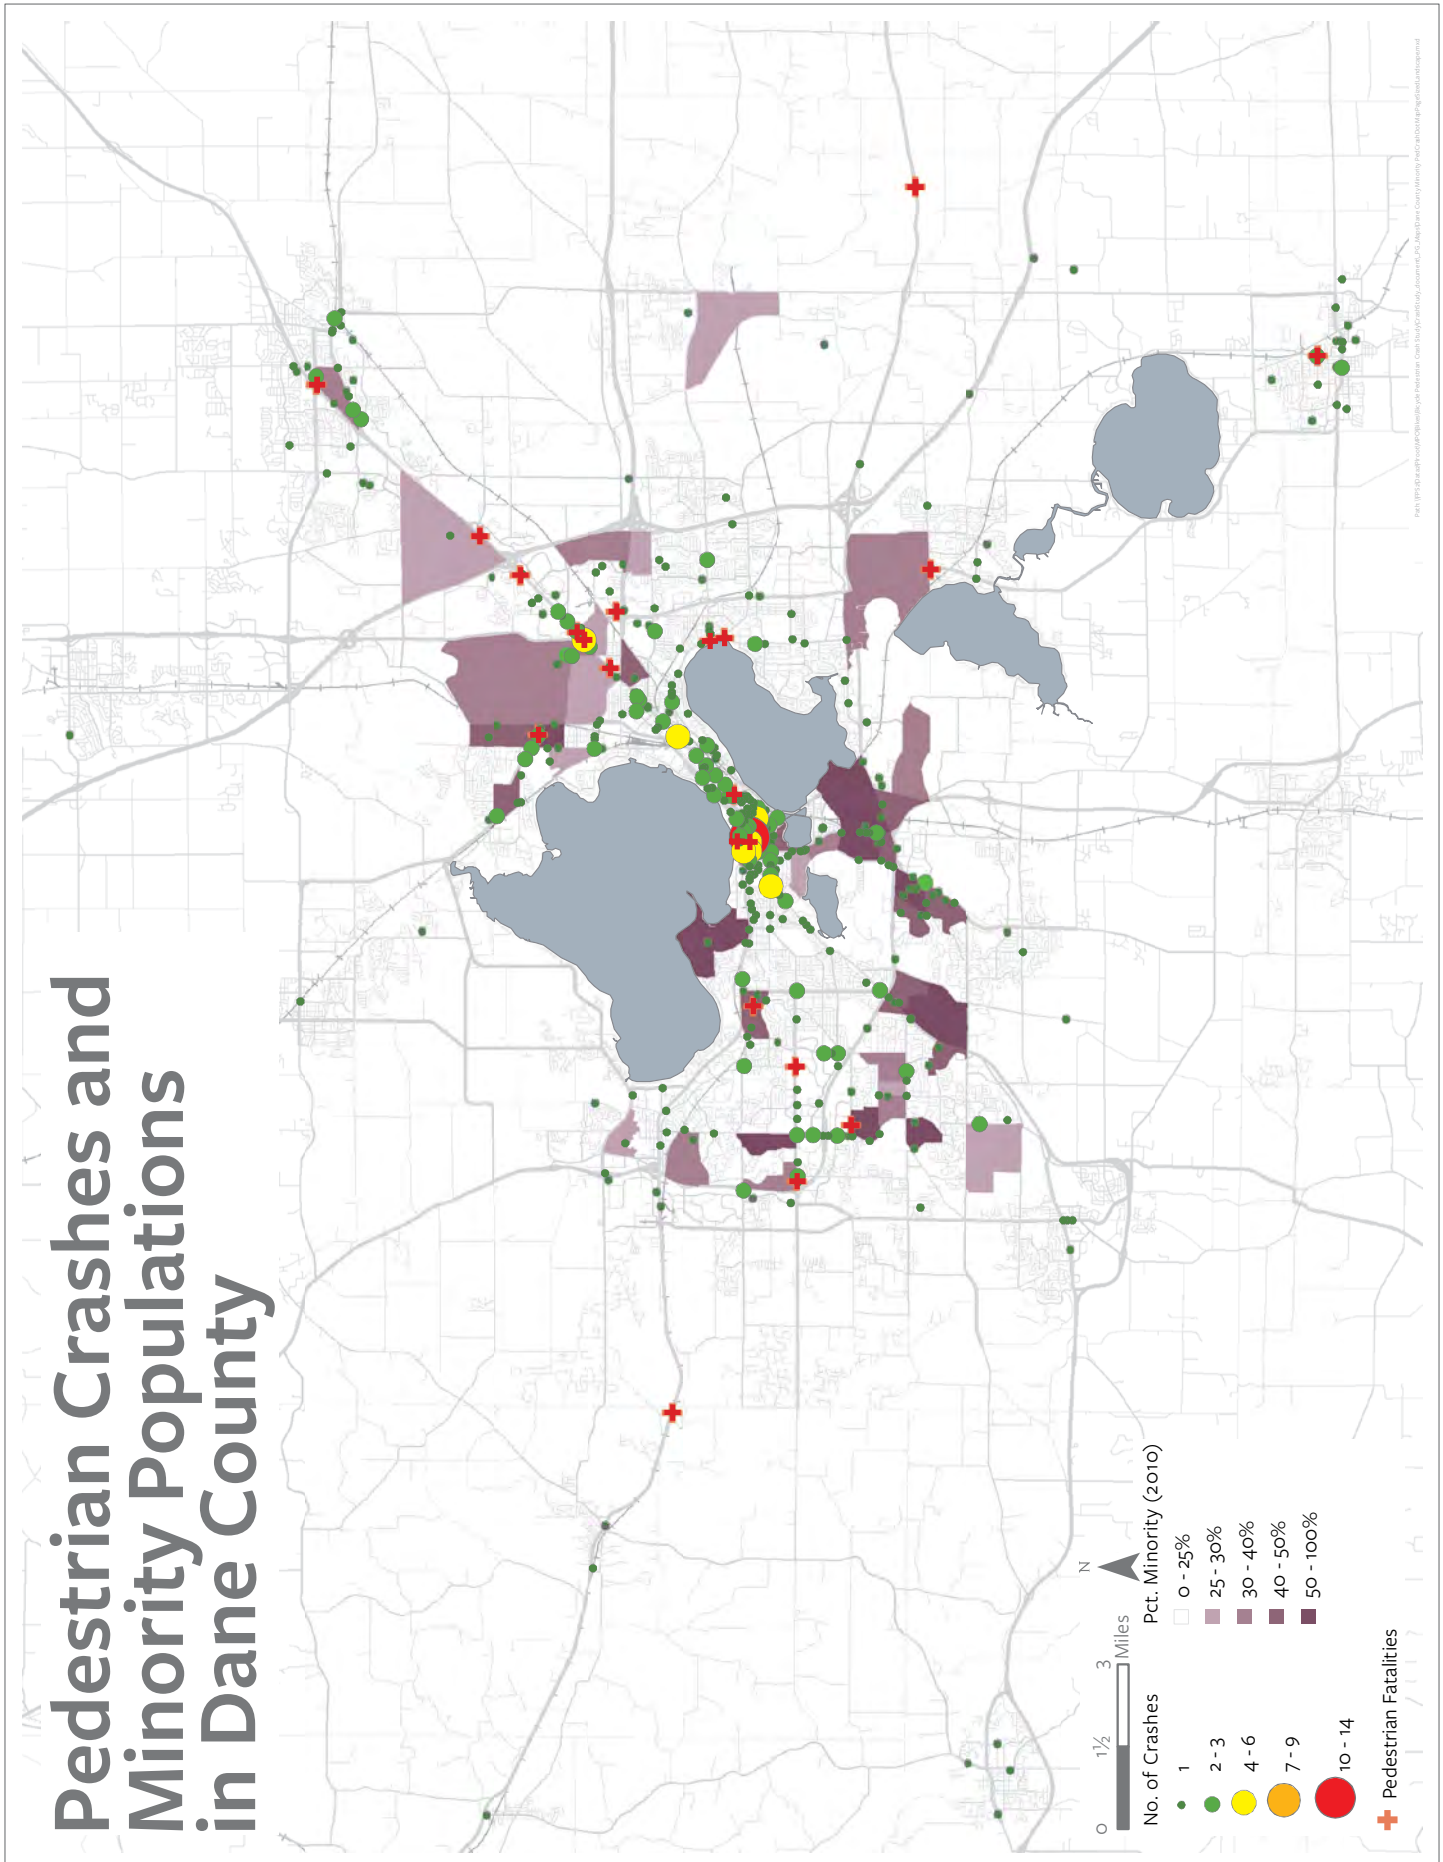 Pedestrian Crashes and
Minority Populations
in Dane County
0 1½ 3
Miles
N
No. of Crashes
1
2 - 3
4 - 6
7 - 9
10 - 14
Pedestrian Fatalities
Pct. Minority (2010)
0 - 25%
25 - 30%
30 - 40%
40 - 50%
50 - 100%